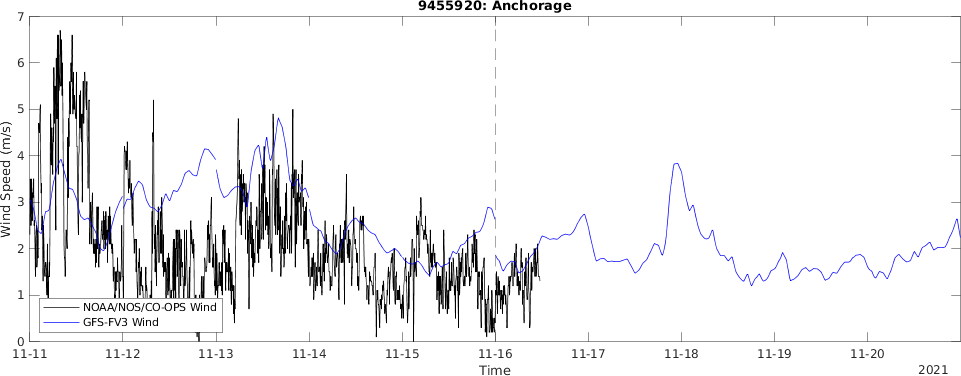 9455920: Anchorage
7
6
5
4
3
2
1
0
Wind Speed (m/s)
NOAA/NOS/CO-OPS Wind
GFS-FV3 Wind
11-11 11-12 11-13 11-14 11-15 11-16 11-17 11-18 11-19 11-20
Time
2021